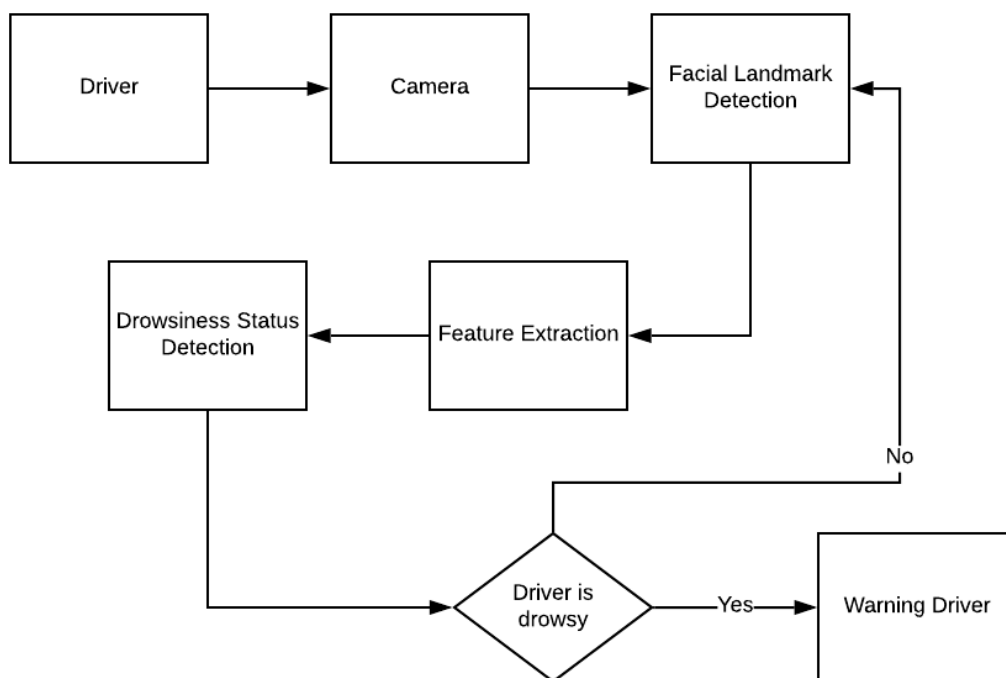 Driver
Camera
Facial Landmark
Detection
Drowsiness Status
Detection
Feature Extraction
No
Driver is
drowsy
Yes
Warning Driver